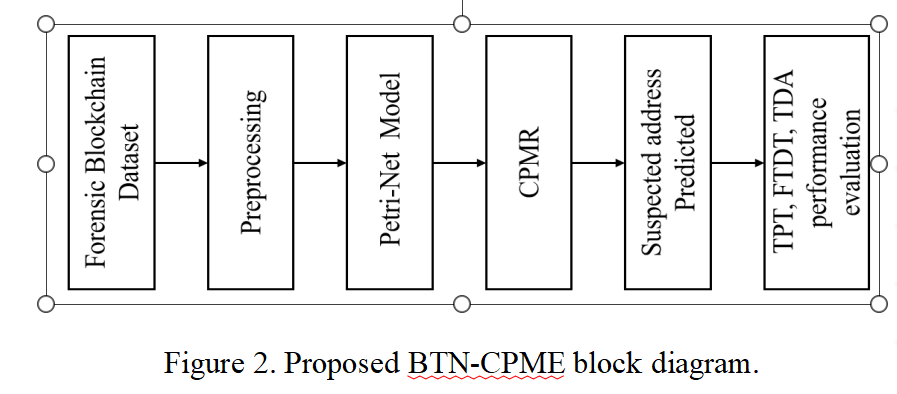 Forensic Blockchain
Dataset
Preprocessing
Petri-Net Model
CPMR
Suspected address
Predicted
TPT, FTDT, TDA
performance
evaluation
Figure 2. Proposed BTN-CPME block diagram.